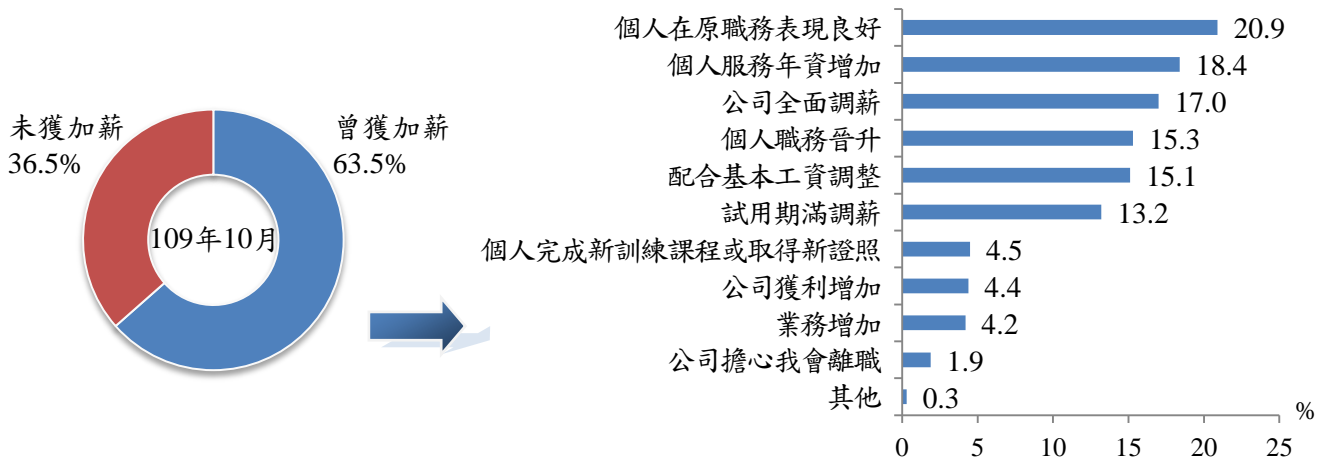 未獲加薪
36.5%
曾獲加薪
63.5%
109年10月
個人在原職務表現良好 20.9
個人服務年資增加 18.4
公司全面調薪 17.0
個人職務晉升 15.3
配合基本工資調整 15.1
試用期滿調薪 13.2
個人完成新訓練課程或取得新證照 4.5
公司獲利增加 4.4
業務增加 4.2
公司擔心我會離職 1.9
其他 0.3
%
0 5 10 15 20 25